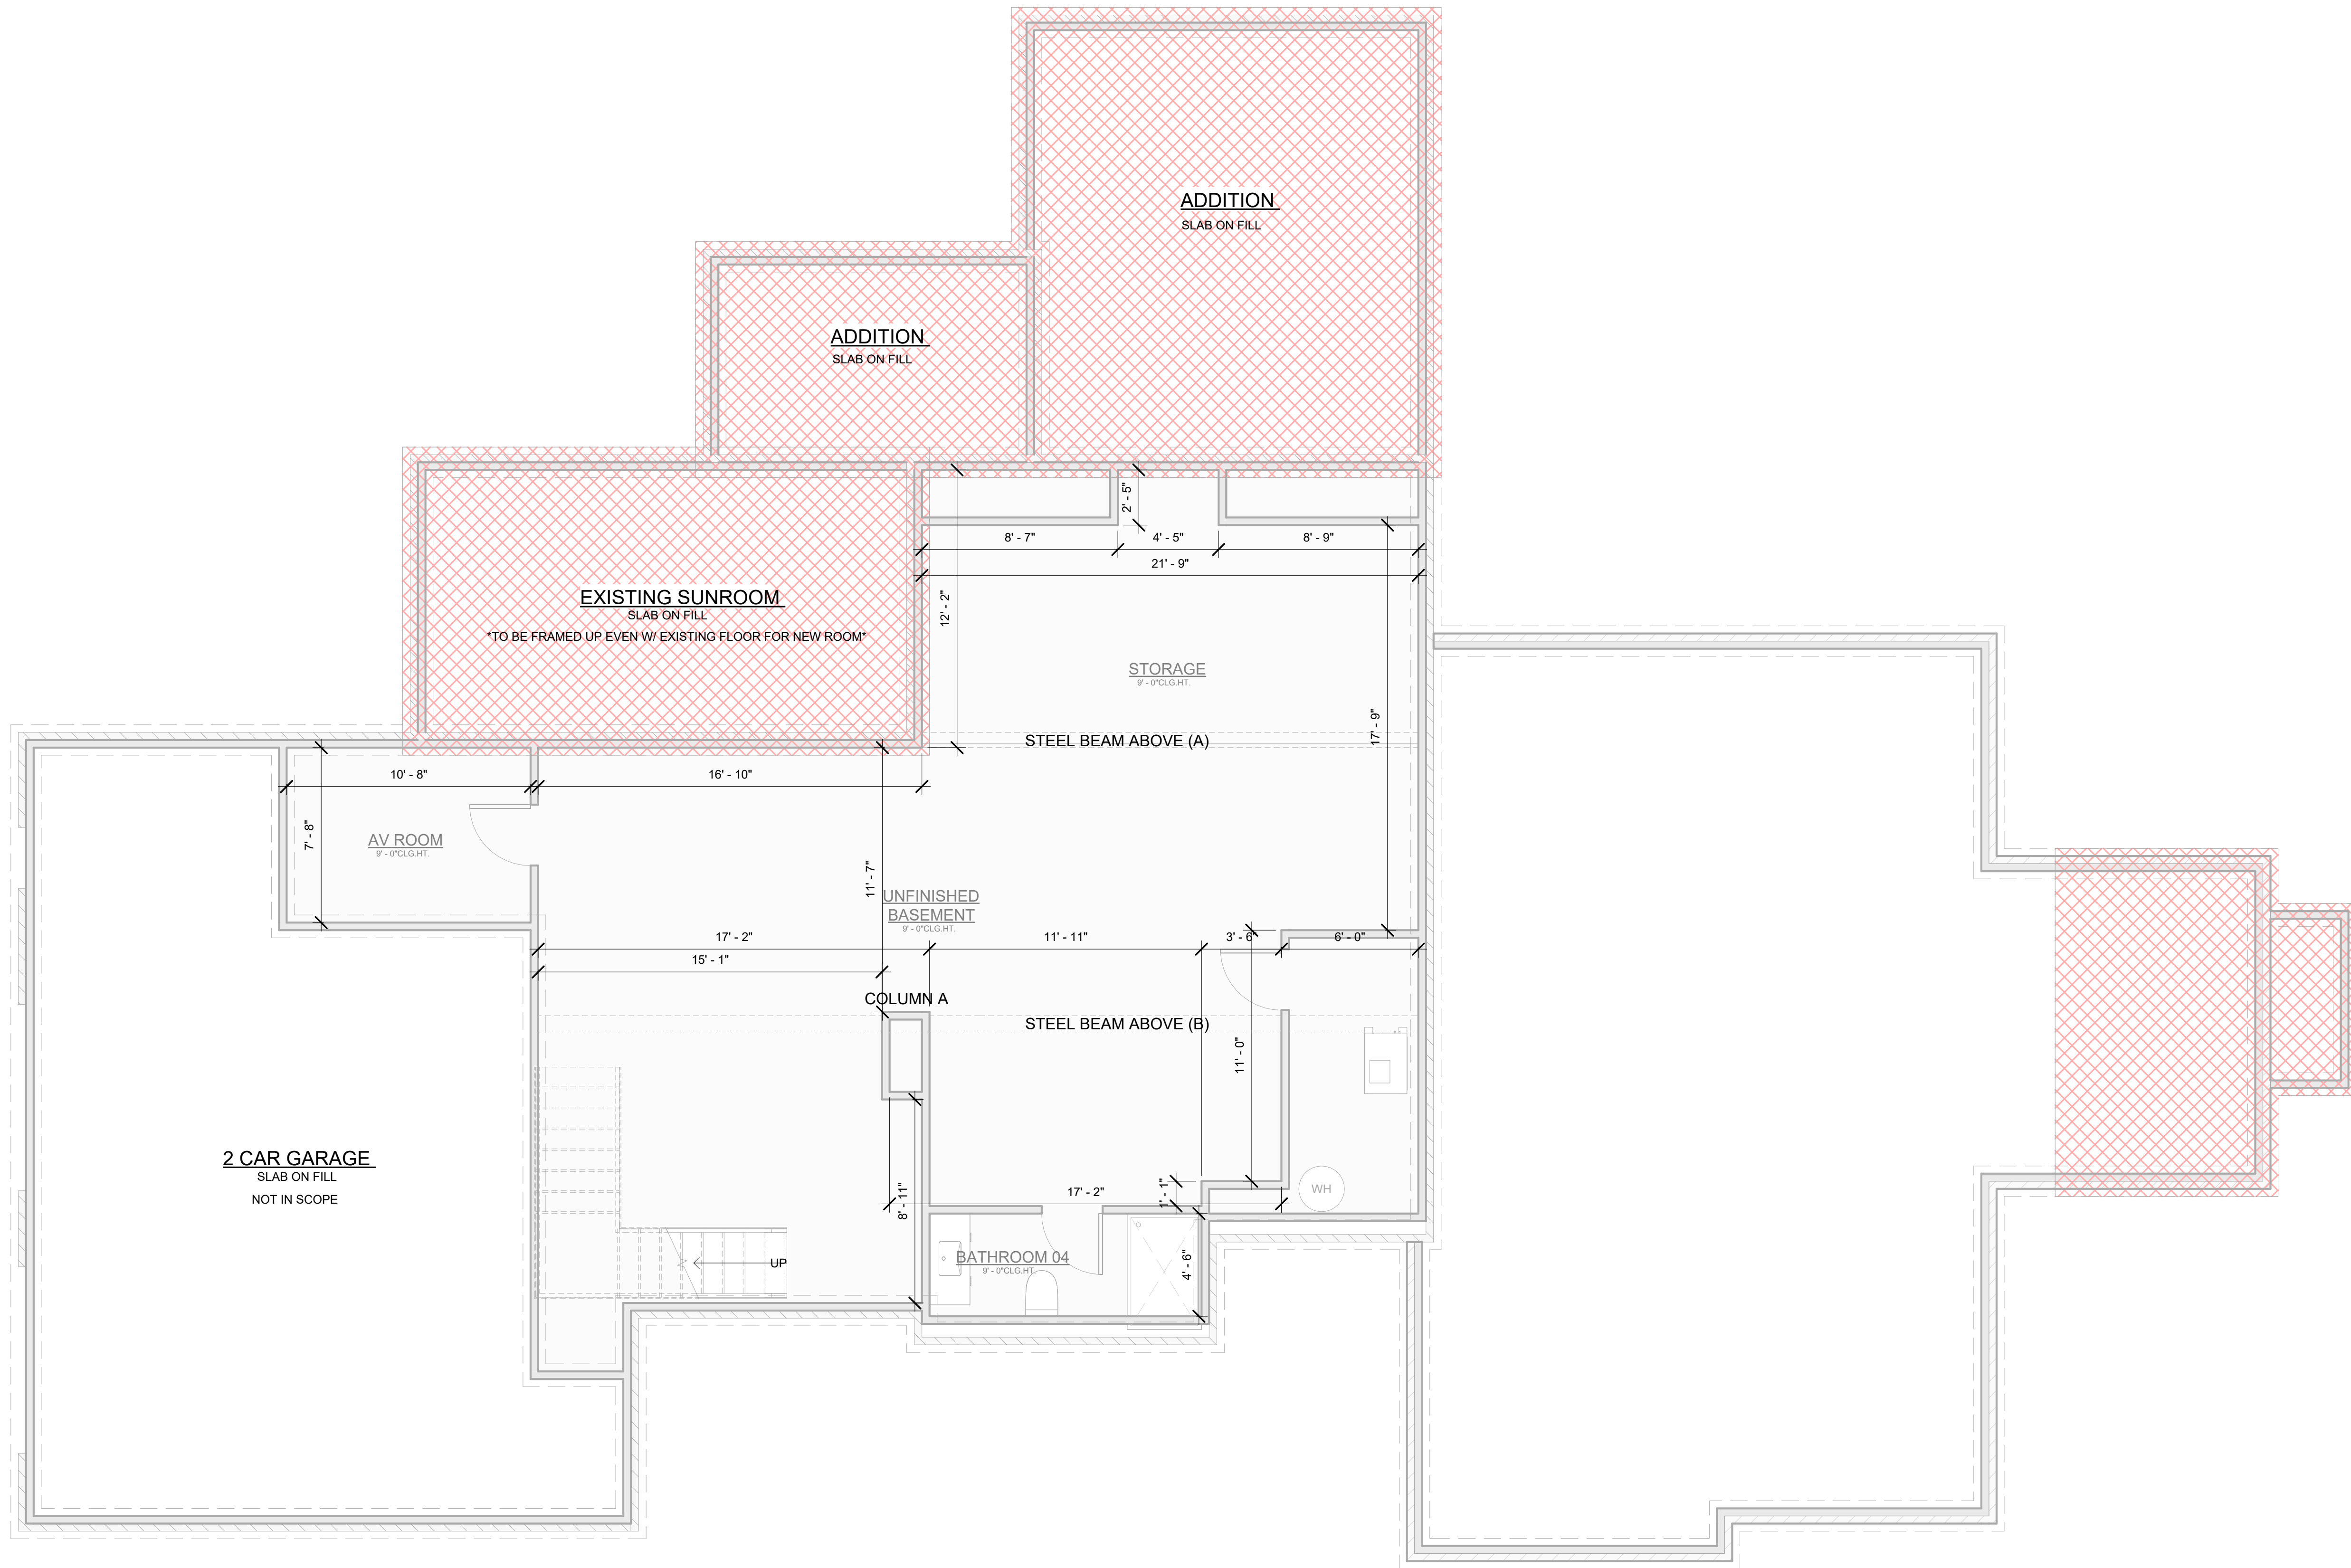 ADDITION
SLAB ON FILL
ADDITION
SLAB ON FILL
2' - 5"
8' - 7"
4' - 5"
8' - 9"
21' - 9"
12' - 2"
EXISTING SUNROOM
SLAB ON FILL
*TO BE FRAMED UP EVEN W/ EXISTING FLOOR FOR NEW ROOM*
STORAGE
9' - 0"CLG.HT.
17' - 9"
STEEL BEAM ABOVE (A)
10' - 8"
16' - 10"
7' - 8"
AV ROOM
9' - 0"CLG.HT.
11' - 7"
UNFINISHED
BASEMENT
9' - 0"CLG.HT.
17' - 2"
11' - 11"
3' - 6"
6' - 0"
15' - 1"
COLUMN A
STEEL BEAM ABOVE (B)
11' - 0"
2 CAR GARAGE
SLAB ON FILL
NOT IN SCOPE
8' - 11"
17' - 2"
1' - 1"
WH
UP
BATHROOM 04
9' - 0"CLG.HT.
4' - 6"